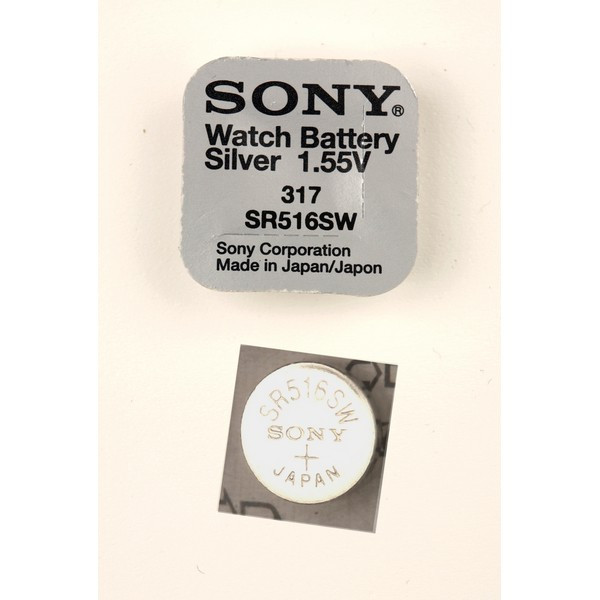 SONY®
Watch Battery
Silver 1.55V
317
SR516SW
Sony Corporation
Made in Japan/Japon
SR516SW
SONY
+
JAPAN